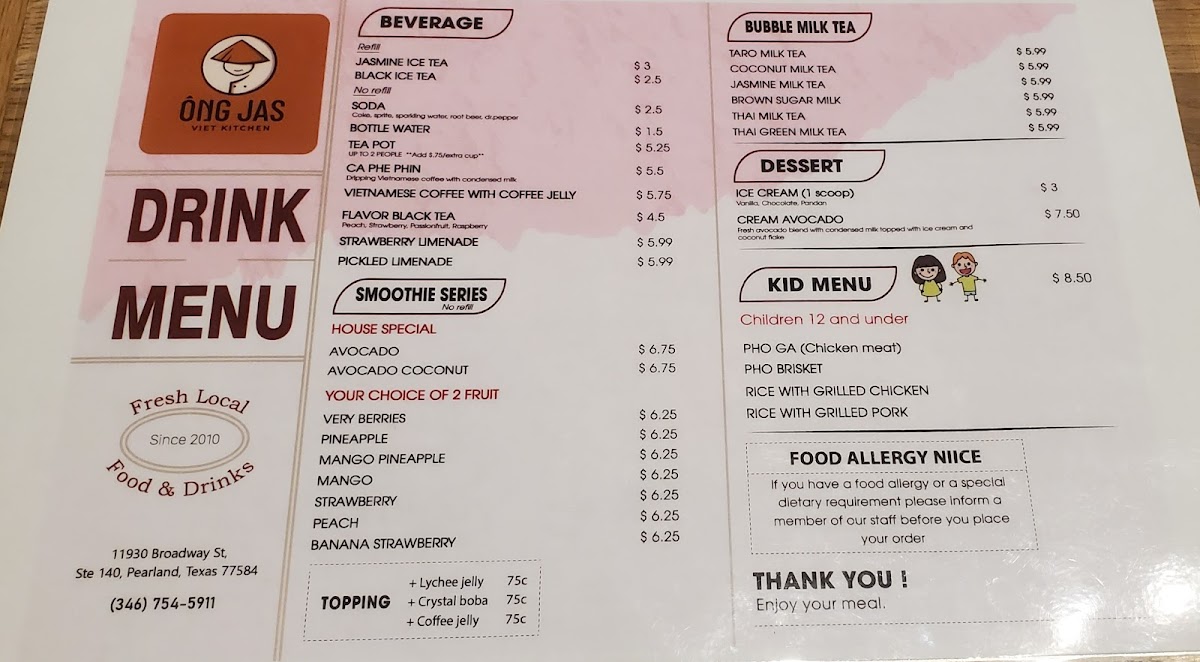 ÔNG JAS
VIET KITCHEN
DRINK
MENU
Fresh Local
Since 2010
Food & Drinks
11930 Broadway St,
Ste 140, Pearland, Texas 77584
(346) 754-5911
BEVERAGE
Refill
JASMINE ICE TEA $ 3
BLACK ICE TEA $ 2.5
No refill
SODA $ 2.5
Coke, sprite, sparkling water, root beer, dr.pepper
BOTTLE WATER $ 1.5
TEA POT $ 5.25
UP TO 2 PEOPLE **Add $.75/extra cup**
CA PHE PHIN $ 5.5
Dripping Vietnamese coffee with condensed milk
VIETNAMESE COFFEE WITH COFFEE JELLY $ 5.75
FLAVOR BLACK TEA $ 4.5
Peach, Strawberry, Passionfruit, Raspberry
STRAWBERRY LIMENADE $ 5.99
PICKLED LIMENADE $ 5.99
SMOOTHIE SERIES
No refill
HOUSE SPECIAL
AVOCADO $ 6.75
AVOCADO COCONUT $ 6.75
YOUR CHOICE OF 2 FRUIT
VERY BERRIES $ 6.25
PINEAPPLE $ 6.25
MANGO PINEAPPLE $ 6.25
MANGO $ 6.25
STRAWBERRY $ 6.25
PEACH $ 6.25
BANANA STRAWBERRY $ 6.25
TOPPING
+ Lychee jelly 75c
+ Crystal boba 75c
+ Coffee jelly 75c
BUBBLE MILK TEA
TARO MILK TEA $ 5.99
COCONUT MILK TEA $ 5.99
JASMINE MILK TEA $ 5.99
BROWN SUGAR MILK $ 5.99
THAI MILK TEA $ 5.99
THAI GREEN MILK TEA $ 5.99
DESSERT
ICE CREAM (1 scoop) $ 3
Vanilla, Chocolate, Pandan
CREAM AVOCADO $ 7.50
Fresh avocado blend with condensed milk topped with ice cream and
coconut flake
KID MENU $ 8.50
Children 12 and under
PHO GA (Chicken meat)
PHO BRISKET
RICE WITH GRILLED CHICKEN
RICE WITH GRILLED PORK
FOOD ALLERGY NIICE
If you have a food allergy or a special
dietary requirement please inform a
member of our staff before you place
your order
THANK YOU !
Enjoy your meal.